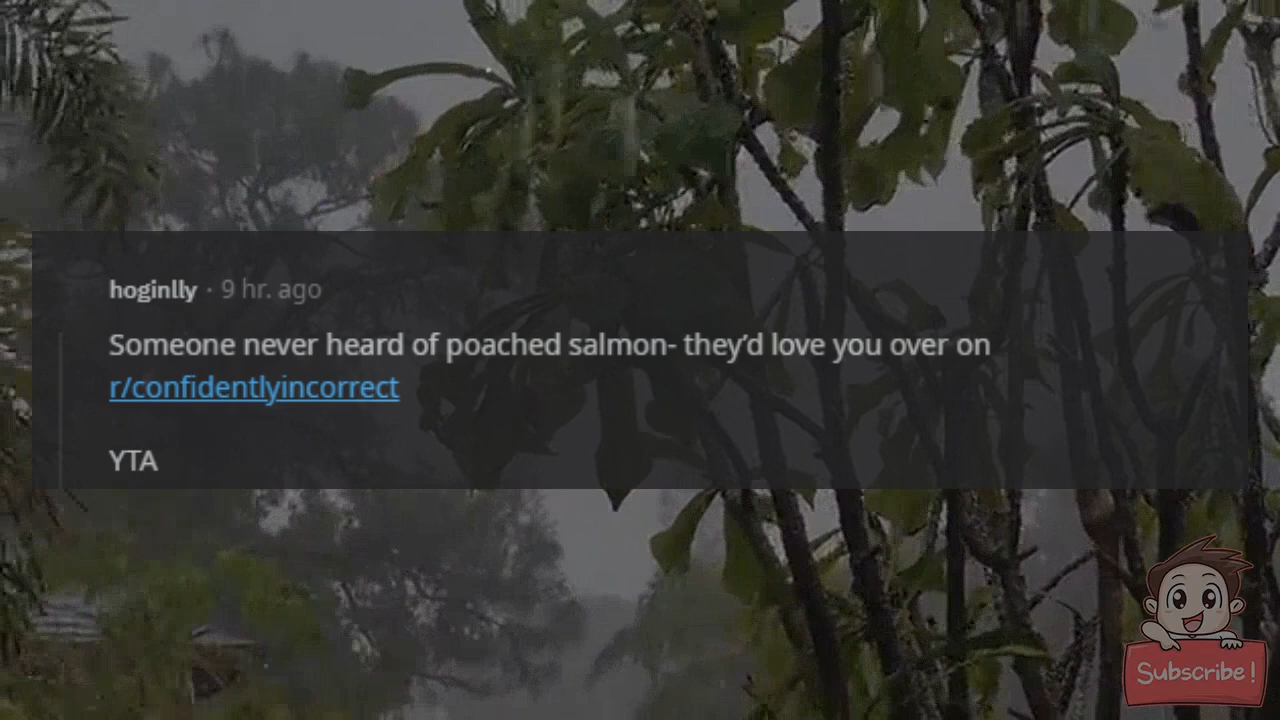 hoginlly · 9 hr. ago
Someone never heard of poached salmon- they’d love you over on
r/confidentlyincorrect
YTA
Subscribe!